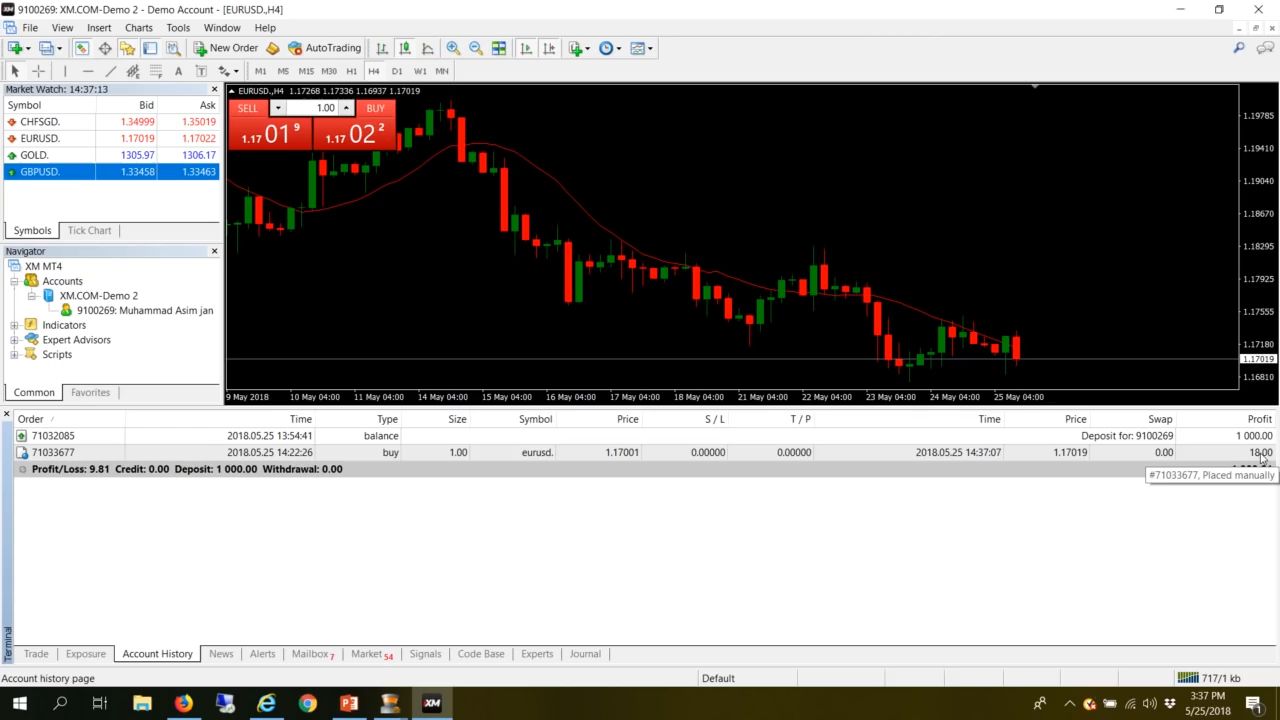 9100269: XM.COM-Demo 2 - Demo Account - [EURUSD.,H4]
File View Insert Charts Tools Window Help
New Order AutoTrading
A T M1 M5 M15 M30 H1 H4 D1 W1 MN
Market Watch: 14:37:13
Symbol Bid Ask
CHFSGD. 1.34999 1.35019
EURUSD. 1.17019 1.17022
GOLD. 1305.97 1306.17
GBPUSD. 1.33458 1.33463
Symbols Tick Chart
Navigator
XM MT4
Accounts
XM.COM-Demo 2
9100269: Muhammad Asim jan
Indicators
Expert Advisors
Scripts
Common Favorites
EURUSD.,H4 1.17268 1.17336 1.16937 1.17019
SELL 1.00 BUY
1.17 01 9 1.17 02 2
1.19785
1.19410
1.19040
1.18670
1.18295
1.17925
1.17555
1.17180
1.17019
1.16810
9 May 2018 10 May 04:00 11 May 04:00 14 May 04:00 15 May 04:00 16 May 04:00 17 May 04:00 18 May 04:00 21 May 04:00 22 May 04:00 23 May 04:00 24 May 04:00 25 May 04:00
Order Time Type Size Symbol Price S / L T / P Time Price Swap Profit
71032085 2018.05.25 13:54:41 balance Deposit for: 9100269 1 000.00
71033677 2018.05.25 14:22:26 buy 1.00 eurusd. 1.17001 0.00000 0.00000 2018.05.25 14:37:07 1.17019 0.00 18.00
Profit/Loss: 9.81 Credit: 0.00 Deposit: 1 000.00 Withdrawal: 0.00
#71033677, Placed manually
Terminal
Trade Exposure Account History News Alerts Mailbox 7 Market 54 Signals Code Base Experts Journal
Account history page Default 717/1 kb
XM
3:37 PM
5/25/2018
1